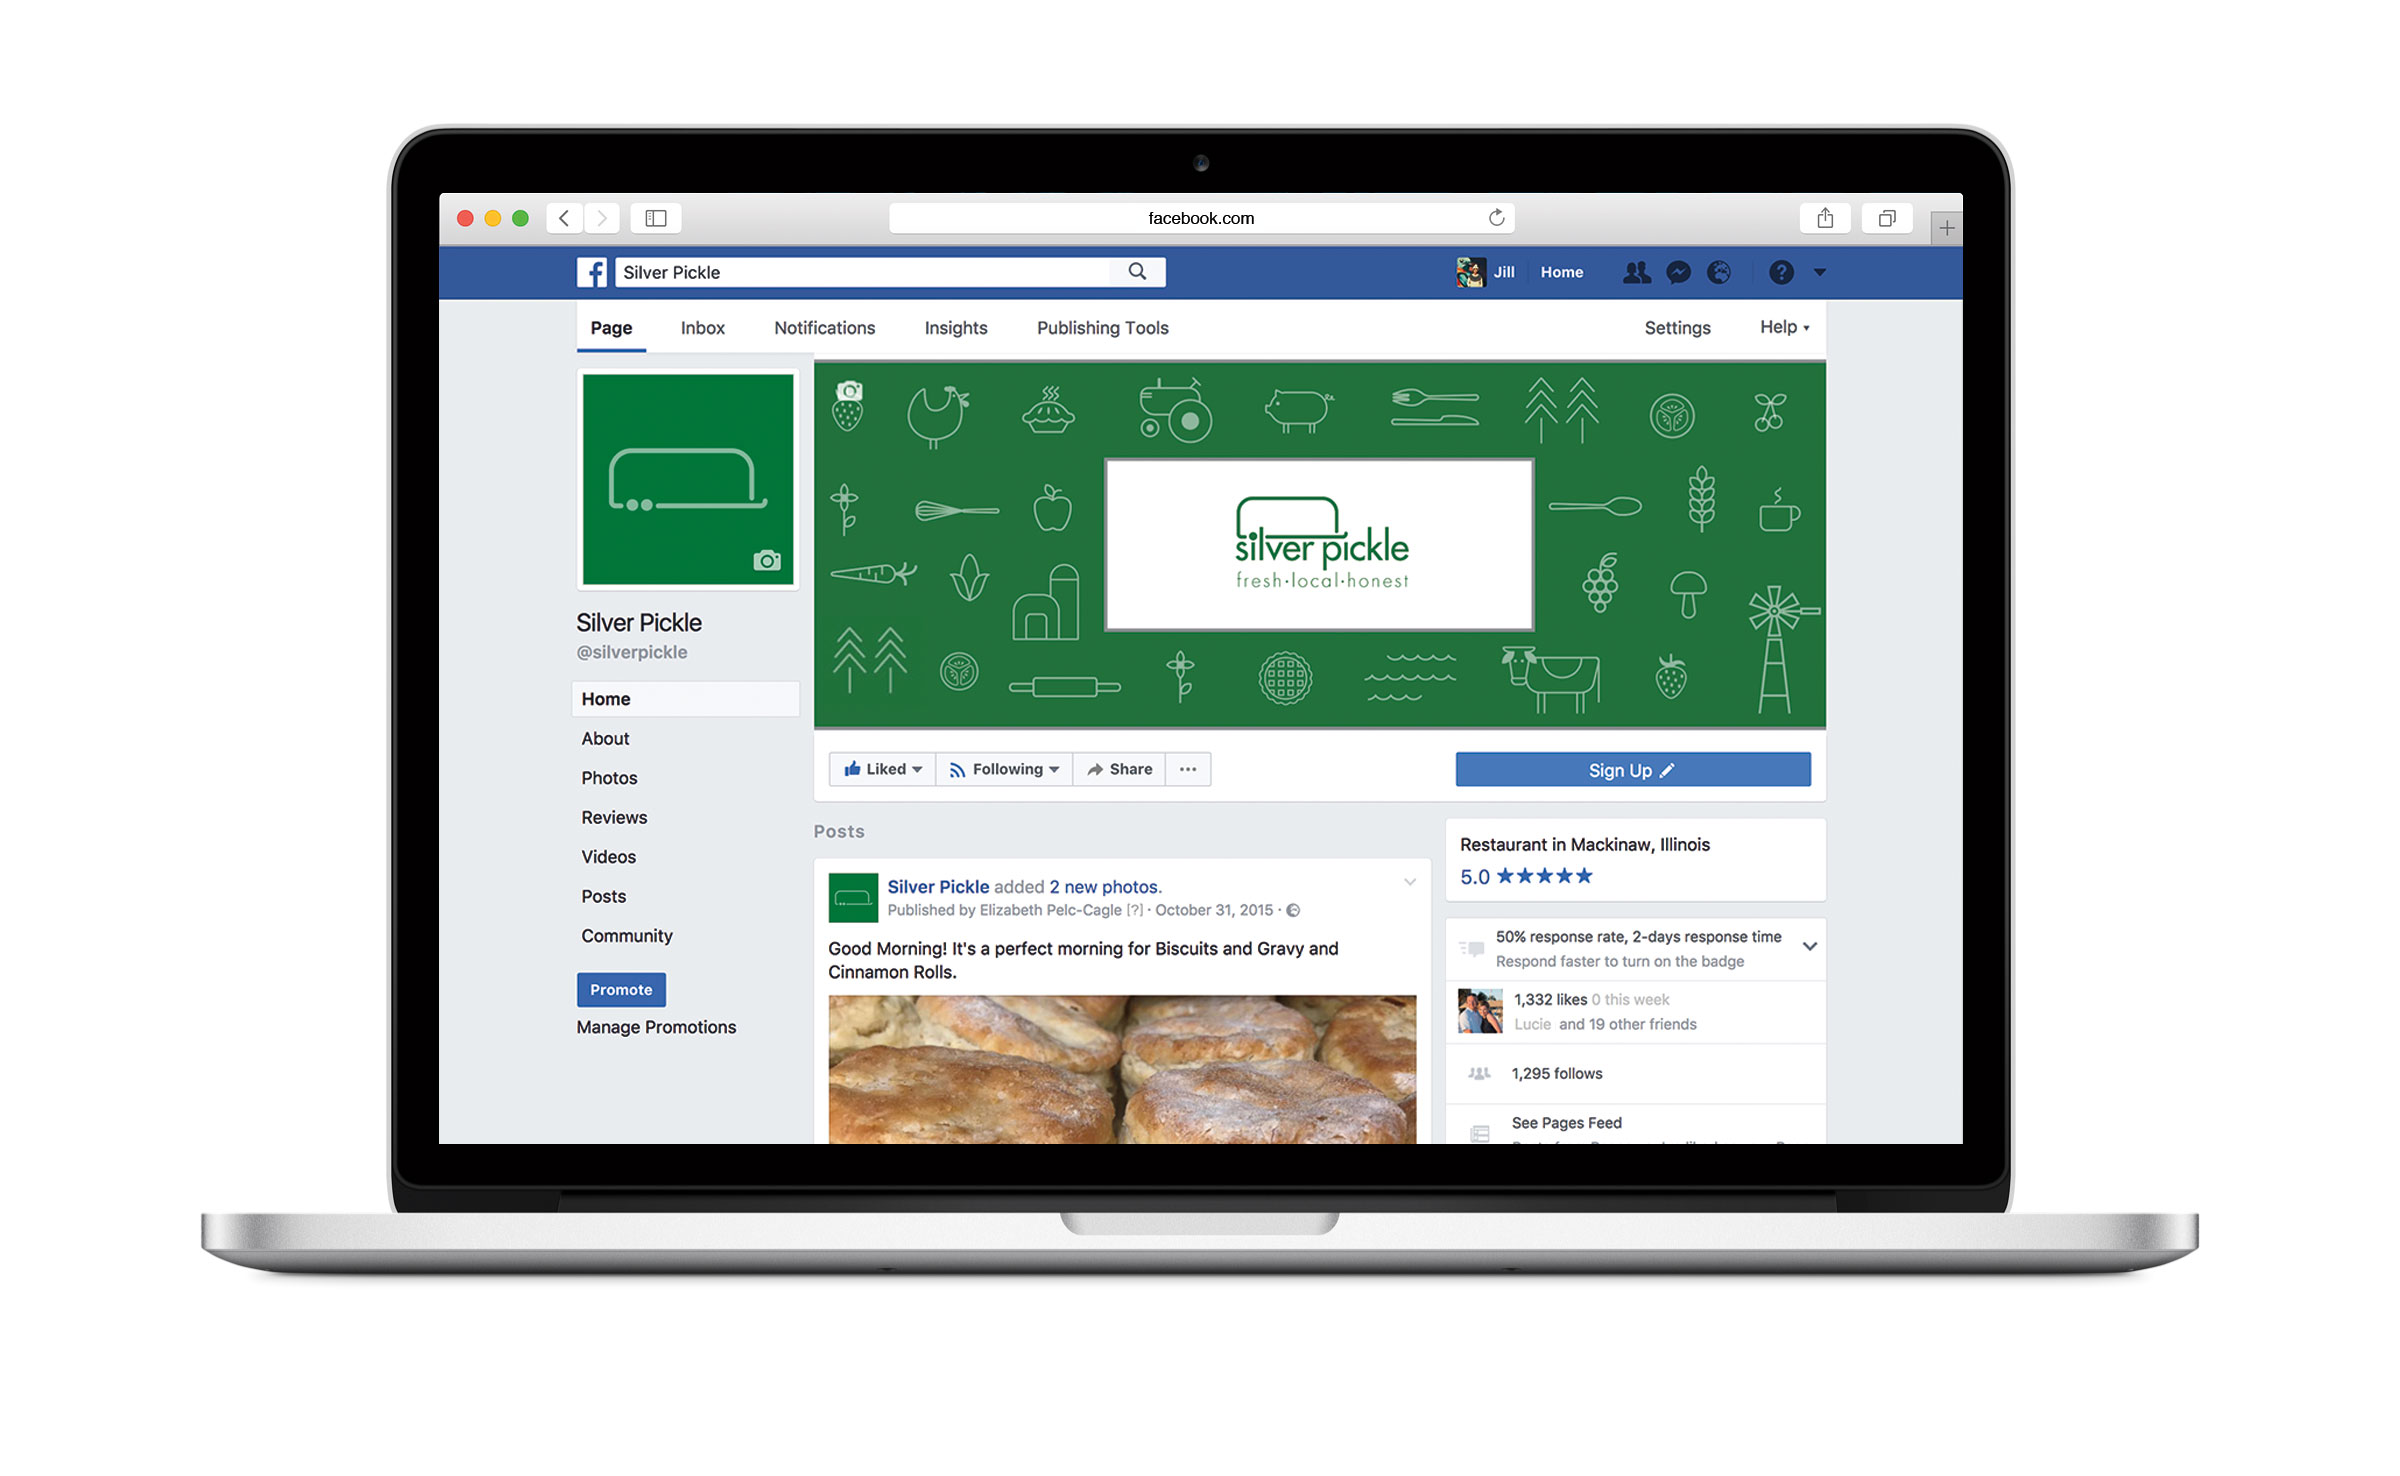 facebook.com
Silver Pickle
Jill Home
Page Inbox Notifications Insights Publishing Tools Settings Help
silver pickle
fresh·local·honest
Silver Pickle
@silverpickle
Home
About
Photos
Reviews
Videos
Posts
Community
Promote
Manage Promotions
Liked Following Share ··· Sign Up
Posts
Silver Pickle added 2 new photos.
Published by Elizabeth Pelc-Cagle [?] · October 31, 2015 ·
Good Morning! It's a perfect morning for Biscuits and Gravy and
Cinnamon Rolls.
Restaurant in Mackinaw, Illinois
5.0 ★★★★★
50% response rate, 2-days response time
Respond faster to turn on the badge
1,332 likes 0 this week
Lucie and 19 other friends
1,295 follows
See Pages Feed